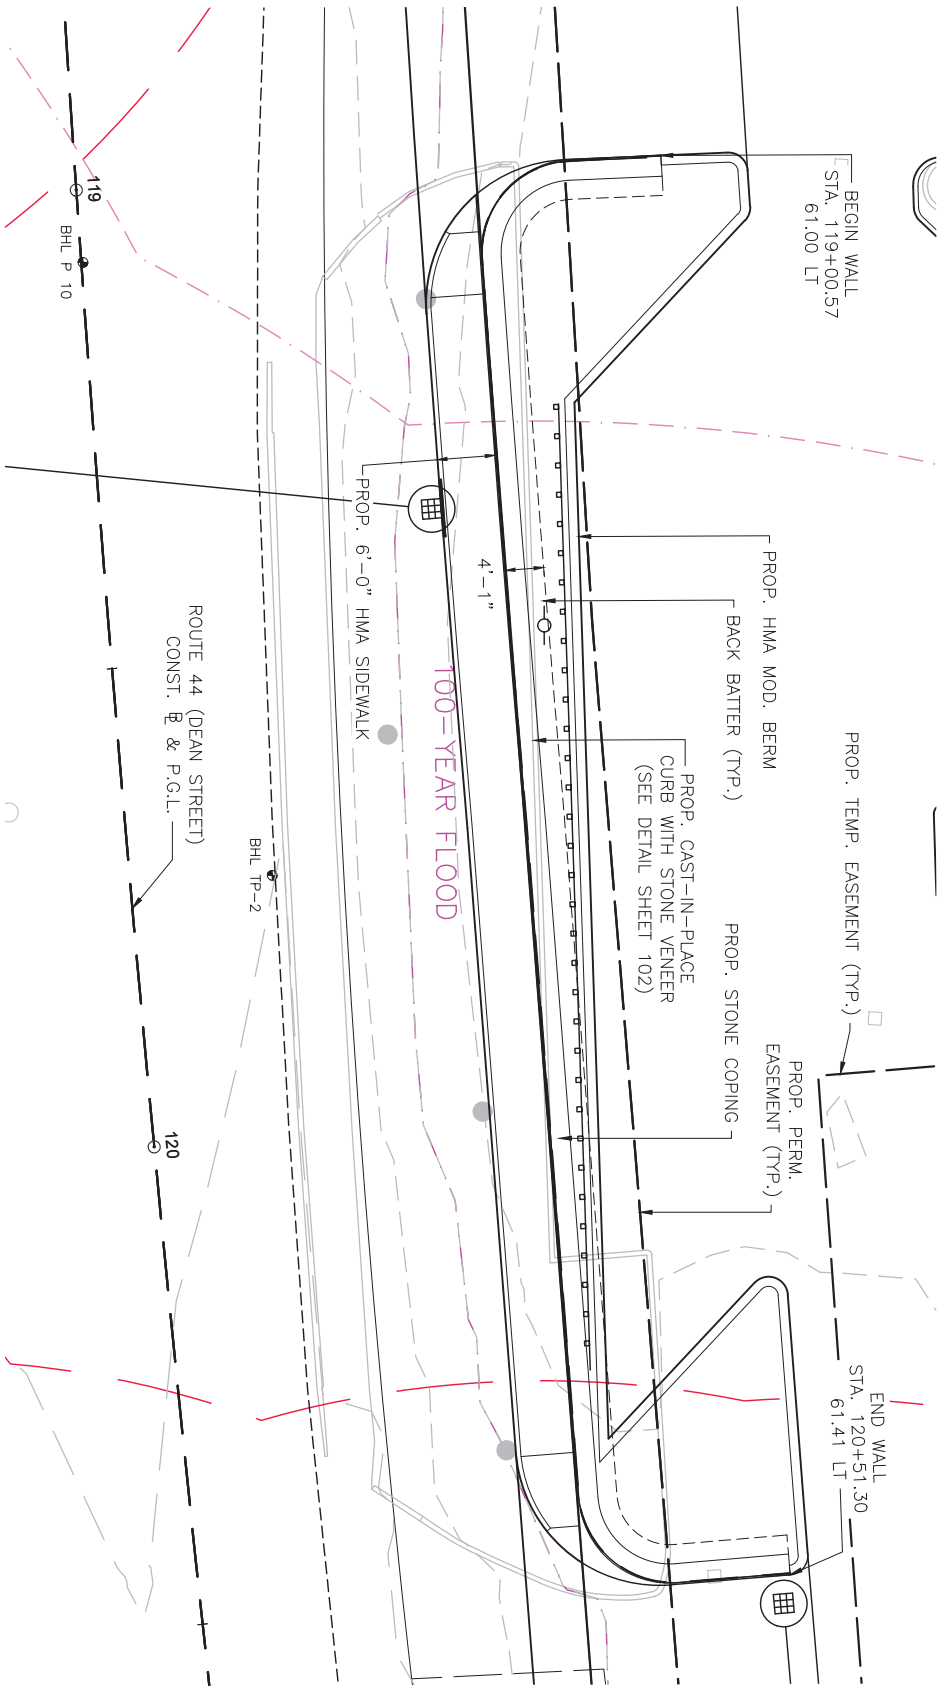 BEGIN WALL
STA. 119+00.57
61.00 LT
119
BHL P 10
PROP. 6'-0" HMA SIDEWALK
4'-1"
PROP. HMA MOD. BERM
BACK BATTER (TYP.)
PROP. CAST-IN-PLACE
CURB WITH STONE VENEER
(SEE DETAIL SHEET 102)
PROP. STONE COPING
PROP. TEMP. EASEMENT (TYP.)
PROP. PERM.
EASEMENT (TYP.)
100-YEAR FLOOD
ROUTE 44 (DEAN STREET)
CONST. B & P.G.L.
BHL TP-2
120
END WALL
STA. 120+51.30
61.41 LT